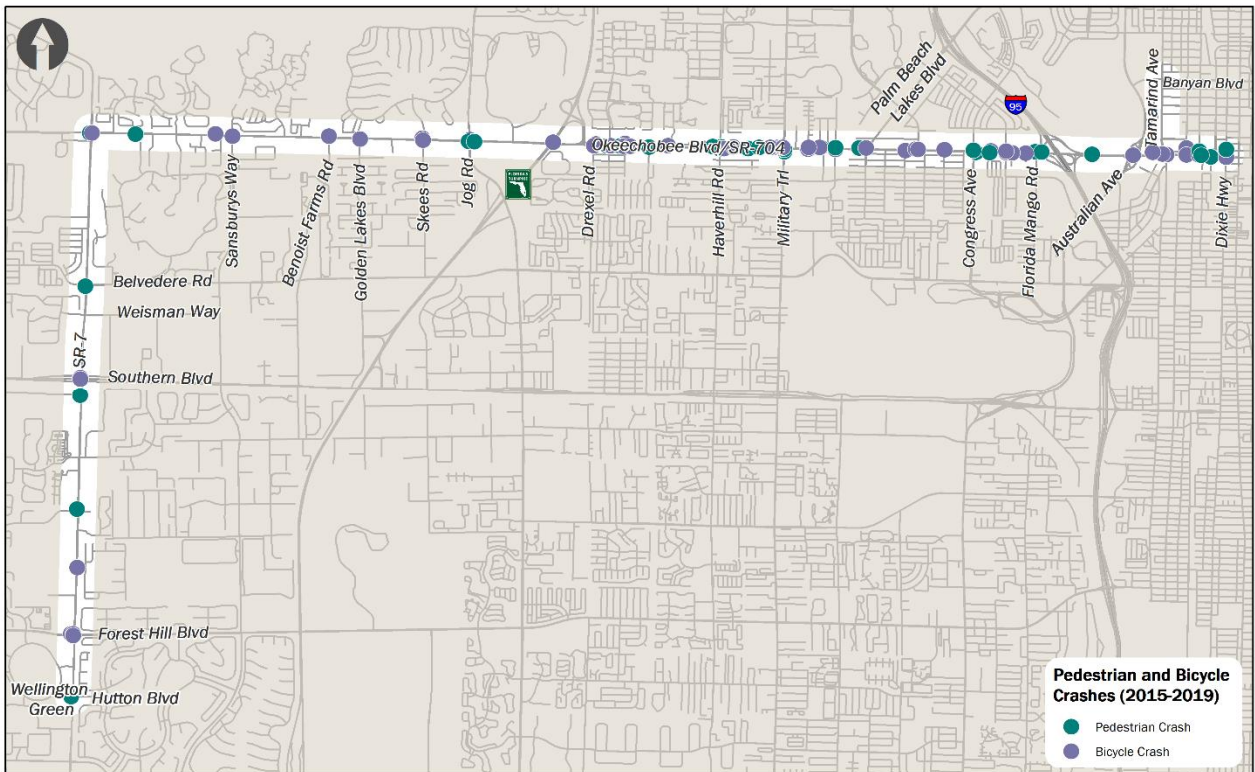 Palm Beach
Lakes Blvd
Tamarind Ave
Banyan Blvd
95
Okeechobee Blvd/SR 704
Sansburys Way
Benoist Farms Rd
Golden Lakes Blvd
Skees Rd
Jog Rd
Drexel Rd
Haverhill Rd
Military Trl
Congress Ave
Florida Mango Rd
Australian Ave
Dixie Hwy
Belvedere Rd
Weisman Way
SR-7
Southern Blvd
Forest Hill Blvd
Wellington
Green
Hutton Blvd
Pedestrian and Bicycle
Crashes (2015-2019)
Pedestrian Crash
Bicycle Crash